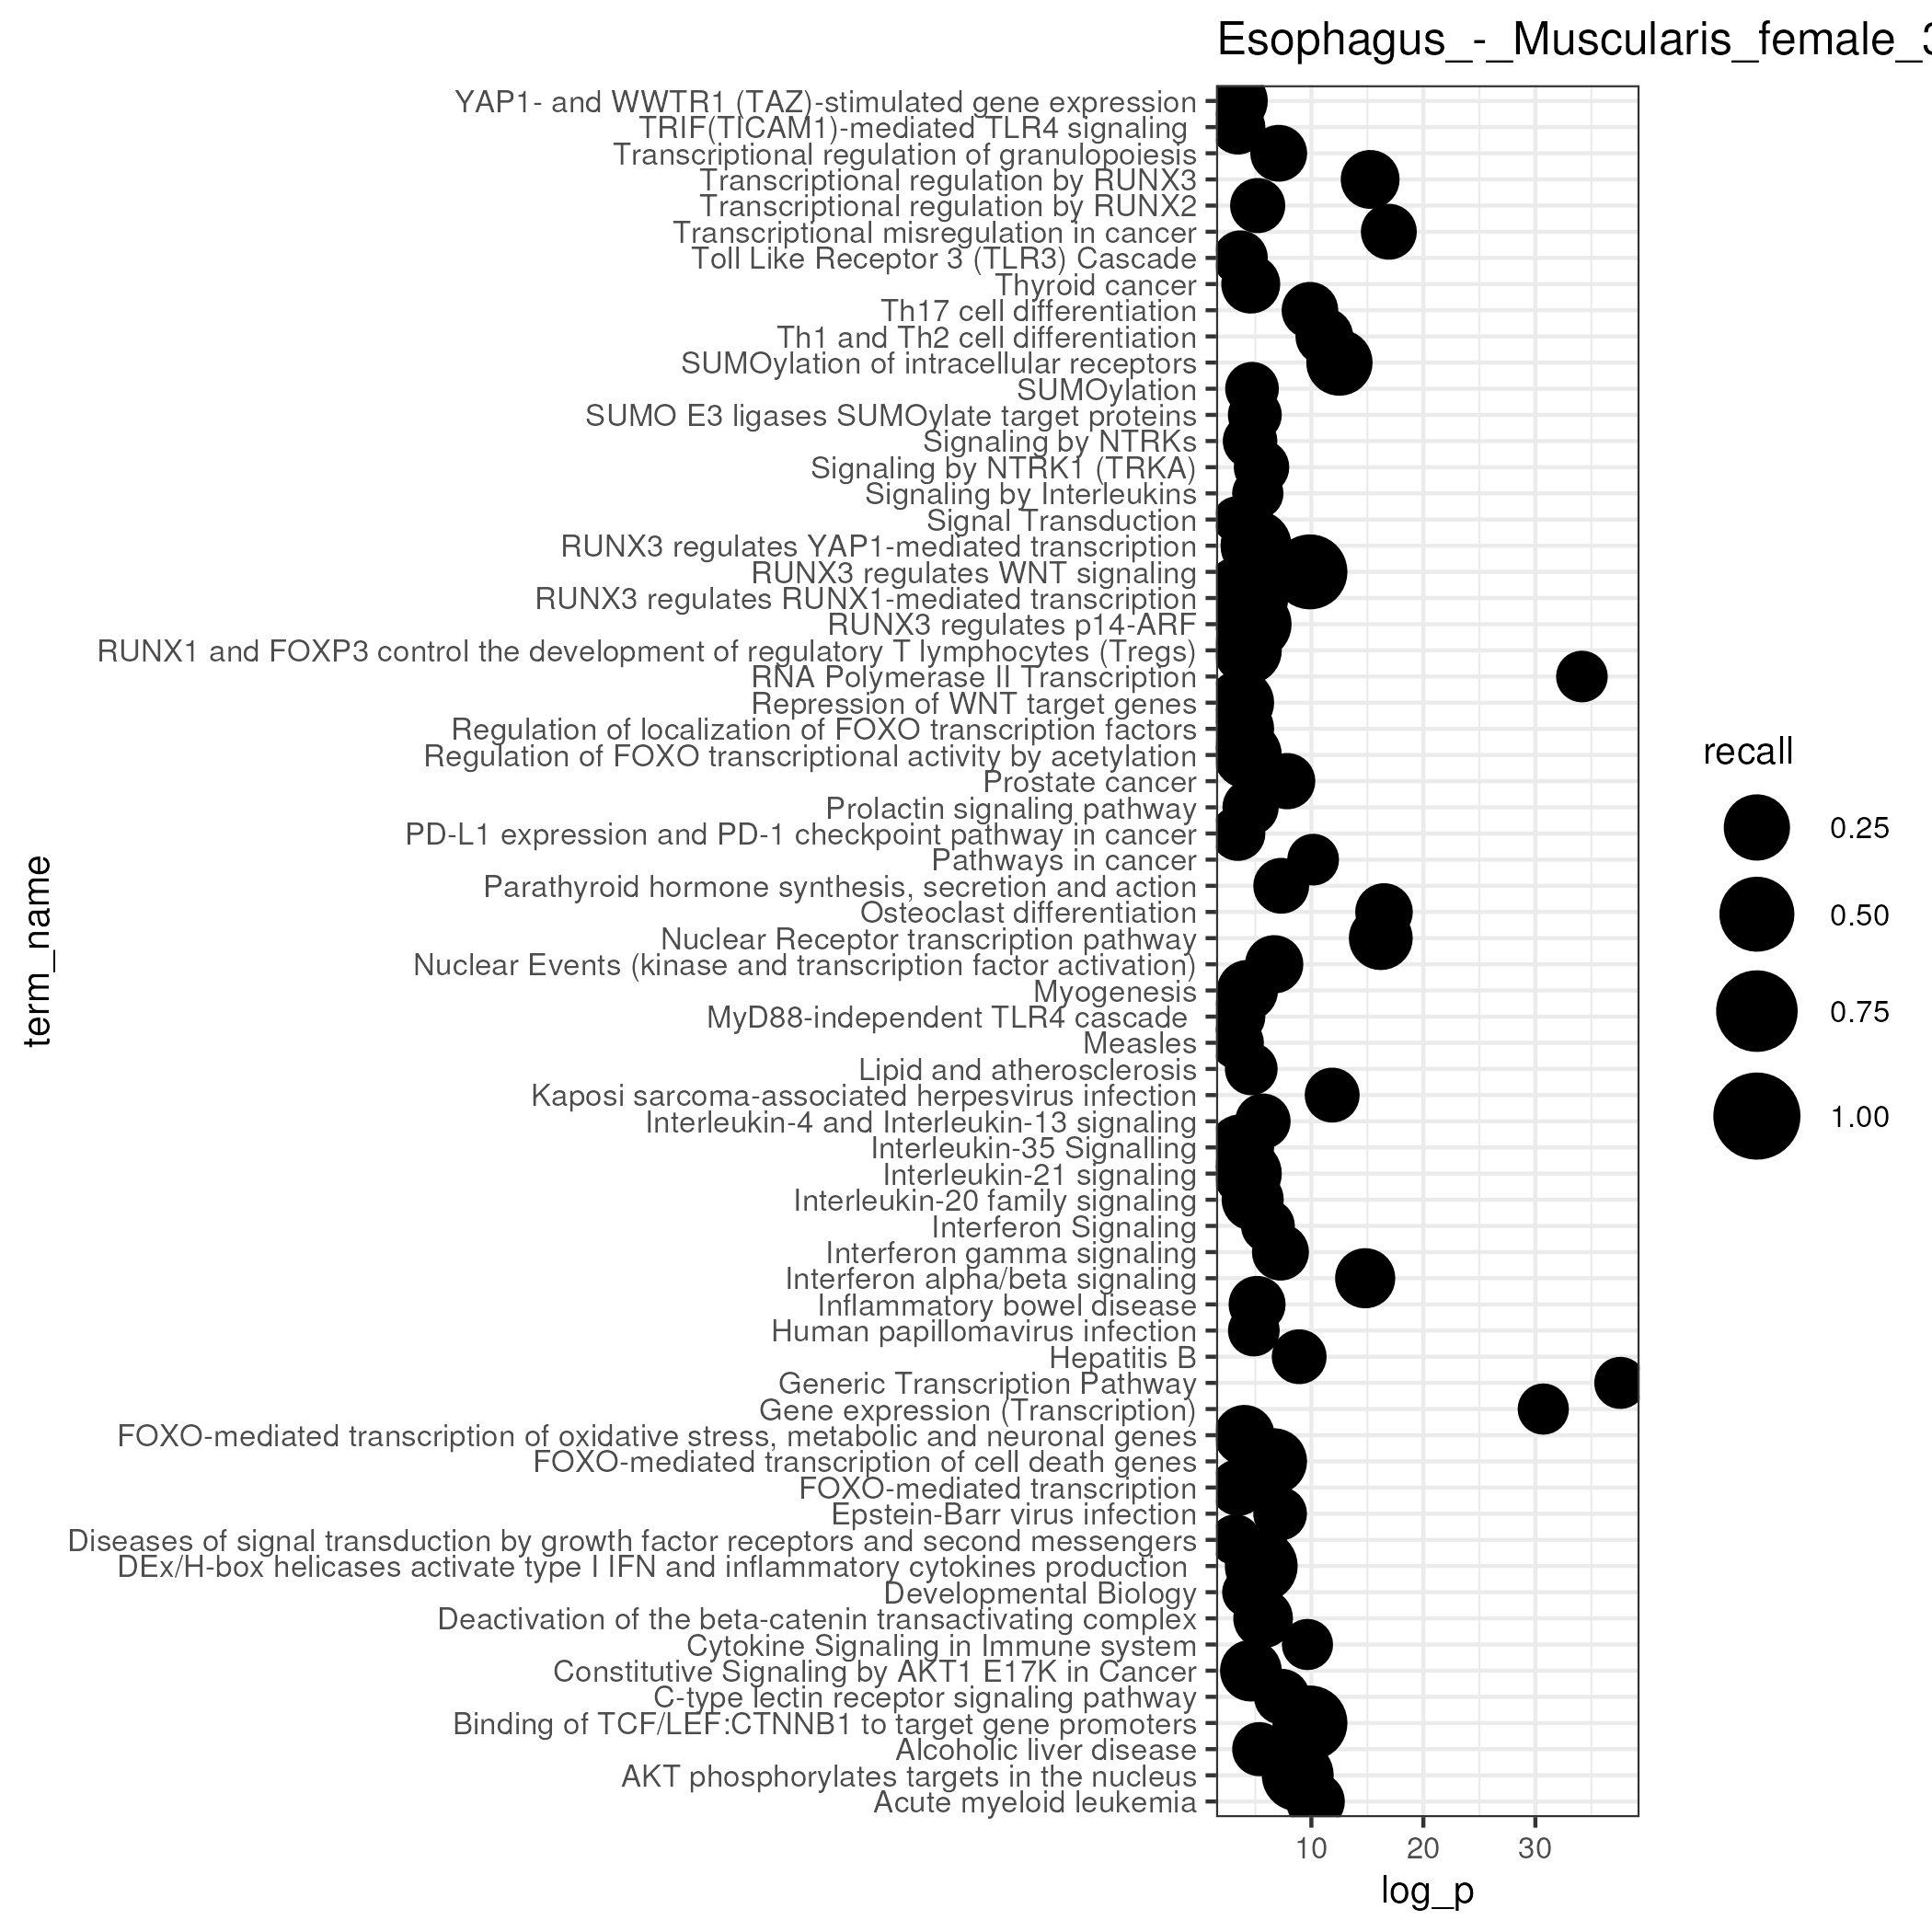 Esophagus_-_Muscularis_female_3
YAP1- and WWTR1 (TAZ)-stimulated gene expression
TRIF(TICAM1)-mediated TLR4 signaling
Transcriptional regulation of granulopoiesis
Transcriptional regulation by RUNX3
Transcriptional regulation by RUNX2
Transcriptional misregulation in cancer
Toll Like Receptor 3 (TLR3) Cascade
Thyroid cancer
Th17 cell differentiation
Th1 and Th2 cell differentiation
SUMOylation of intracellular receptors
SUMOylation
SUMO E3 ligases SUMOylate target proteins
Signaling by NTRKs
Signaling by NTRK1 (TRKA)
Signaling by Interleukins
Signal Transduction
RUNX3 regulates YAP1-mediated transcription
RUNX3 regulates WNT signaling
RUNX3 regulates RUNX1-mediated transcription
RUNX3 regulates p14-ARF
RUNX1 and FOXP3 control the development of regulatory T lymphocytes (Tregs)
RNA Polymerase II Transcription
Repression of WNT target genes
Regulation of localization of FOXO transcription factors
Regulation of FOXO transcriptional activity by acetylation
Prostate cancer
Prolactin signaling pathway
PD-L1 expression and PD-1 checkpoint pathway in cancer
Pathways in cancer
Parathyroid hormone synthesis, secretion and action
Osteoclast differentiation
Nuclear Receptor transcription pathway
Nuclear Events (kinase and transcription factor activation)
Myogenesis
MyD88-independent TLR4 cascade
Measles
Lipid and atherosclerosis
Kaposi sarcoma-associated herpesvirus infection
Interleukin-4 and Interleukin-13 signaling
Interleukin-35 Signalling
Interleukin-21 signaling
Interleukin-20 family signaling
Interferon Signaling
Interferon gamma signaling
Interferon alpha/beta signaling
Inflammatory bowel disease
Human papillomavirus infection
Hepatitis B
Generic Transcription Pathway
Gene expression (Transcription)
FOXO-mediated transcription of oxidative stress, metabolic and neuronal genes
FOXO-mediated transcription of cell death genes
FOXO-mediated transcription
Epstein-Barr virus infection
Diseases of signal transduction by growth factor receptors and second messengers
DEx/H-box helicases activate type I IFN and inflammatory cytokines production
Developmental Biology
Deactivation of the beta-catenin transactivating complex
Cytokine Signaling in Immune system
Constitutive Signaling by AKT1 E17K in Cancer
C-type lectin receptor signaling pathway
Binding of TCF/LEF:CTNNB1 to target gene promoters
Alcoholic liver disease
AKT phosphorylates targets in the nucleus
Acute myeloid leukemia
term_name
10 20 30
log_p
recall
0.25
0.50
0.75
1.00